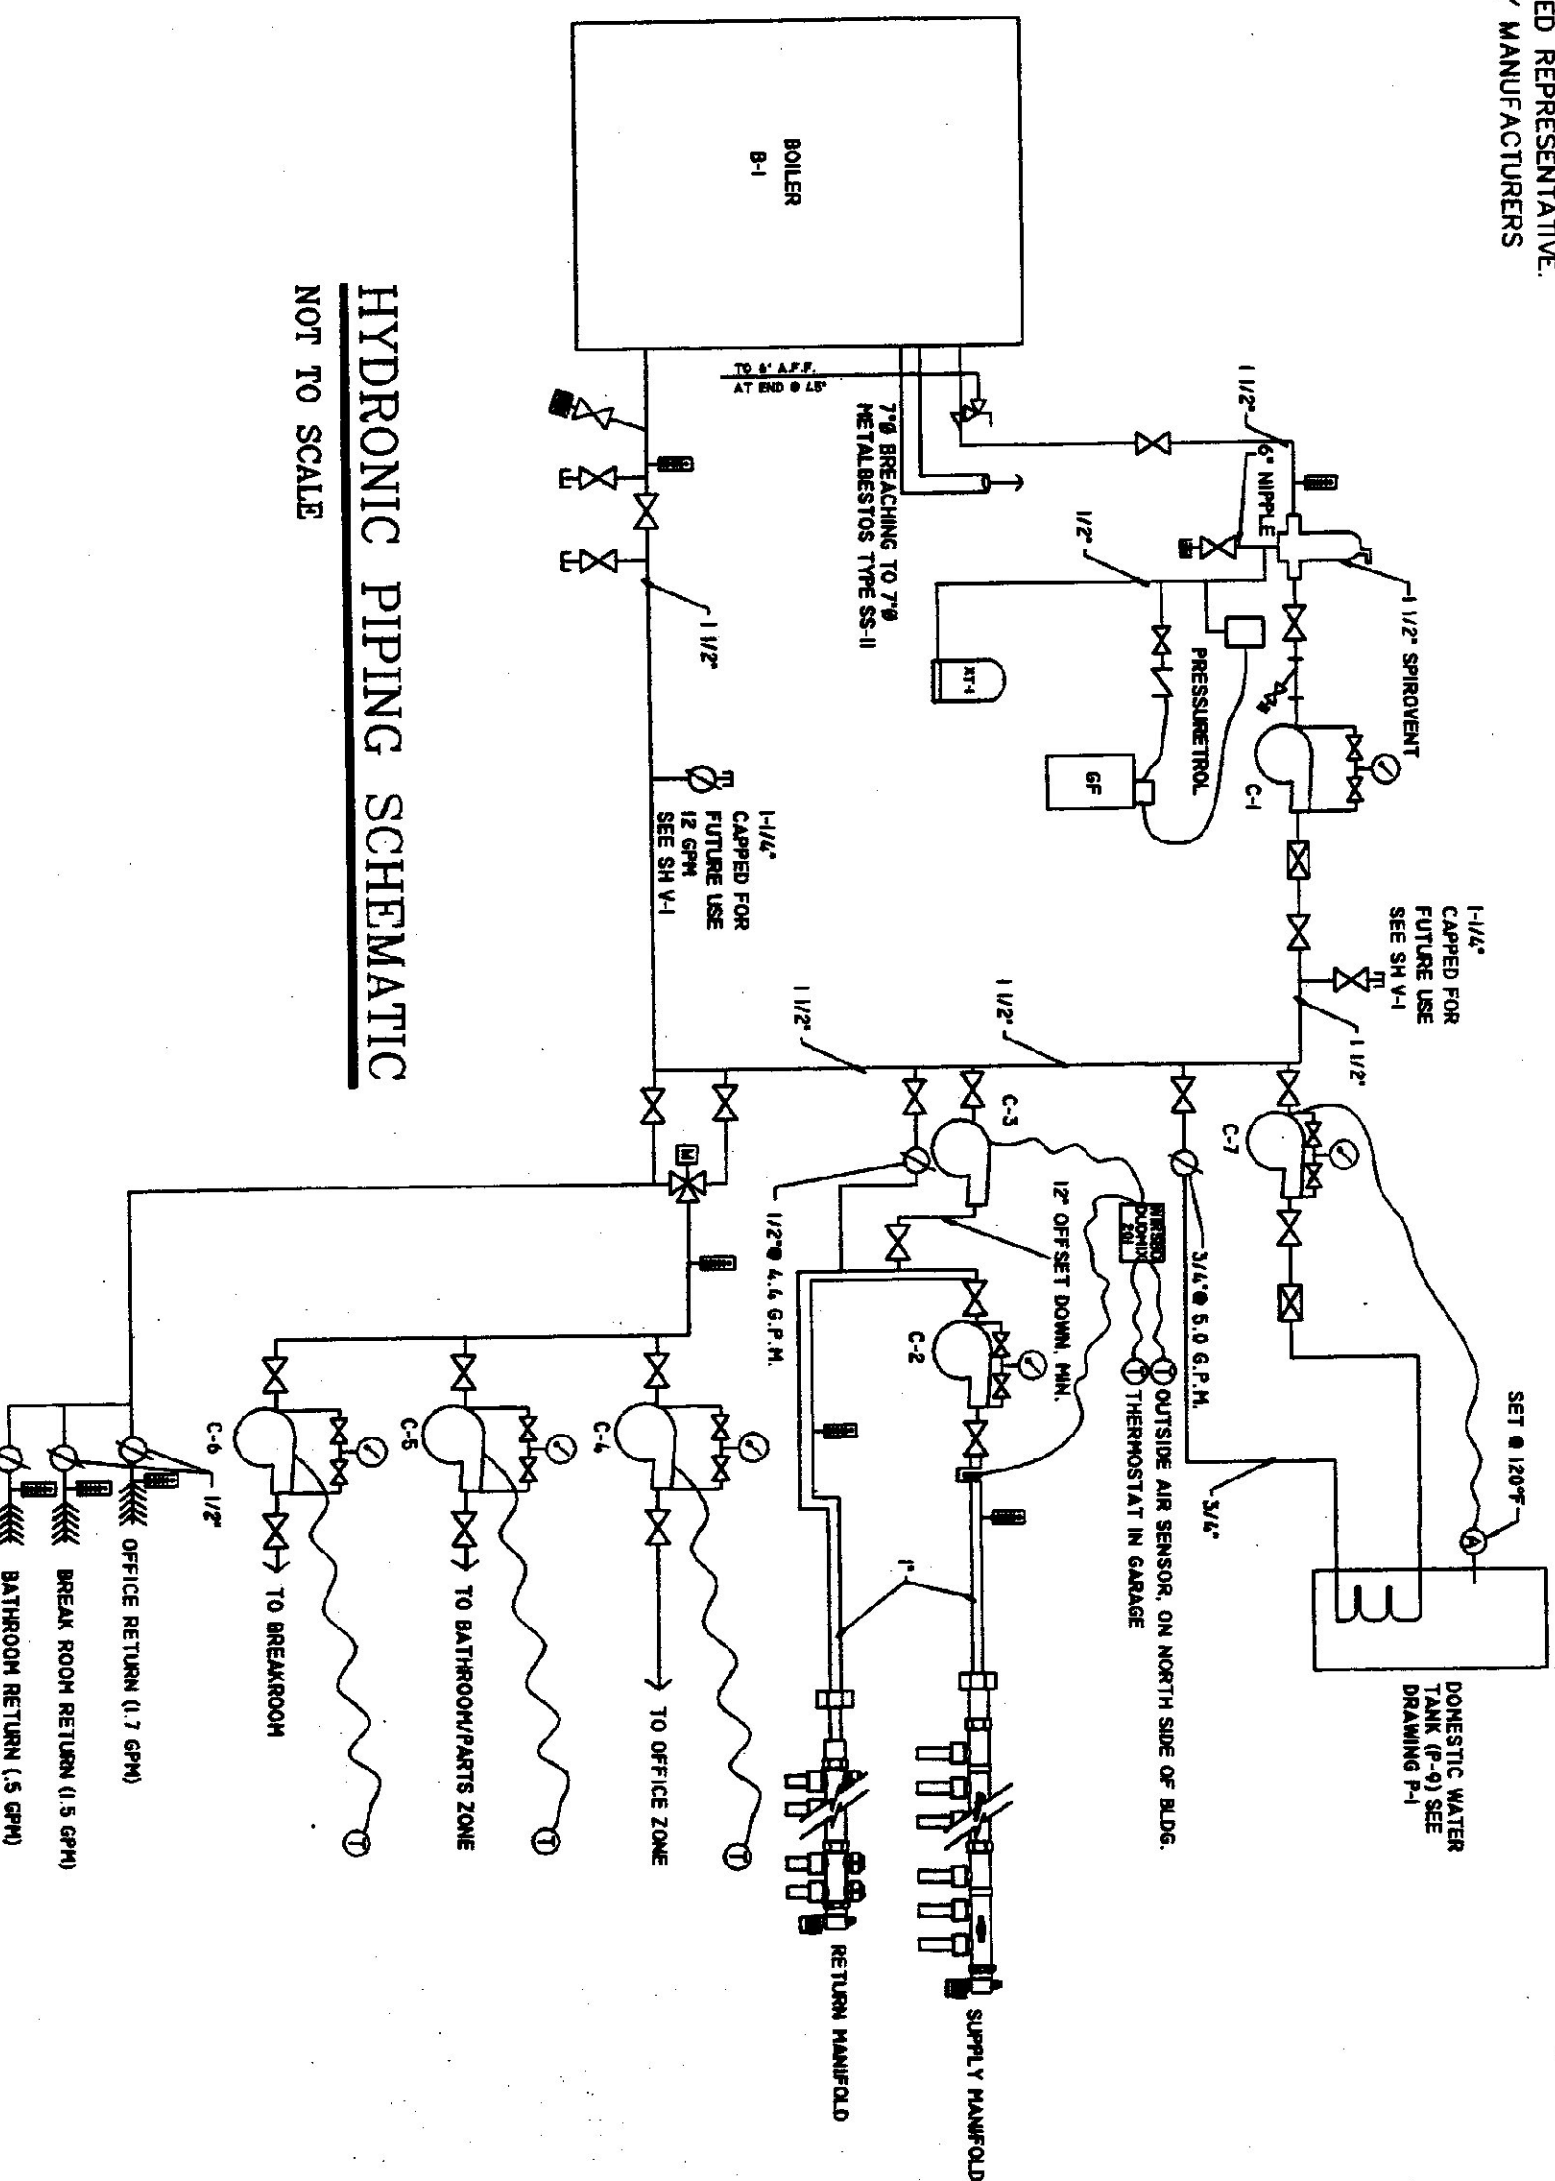 ED REPRESENTATIVE.
Y MANUFACTURERS
BOILER
B-1
TO 6' A.F.F.
AT END @ 45°
7"Ø BREACHING TO 7"Ø
METALBESTOS TYPE SS-II
1 1/2"
6" NIPPLE
1 1/2" SPIROVENT
1/2"
XT-1
PRESSURETROL
GF
C-1
1-1/4"
CAPPED FOR
FUTURE USE
SEE SH V-1
1 1/2"
1 1/2"
1-1/4"
CAPPED FOR
FUTURE USE
12 GPM
SEE SH V-1
1 1/2"
1 1/2"
C-7
SET @ 120°F
A
DOMESTIC WATER
TANK (P-9) SEE
DRAWING P-1
3/4"@ 5.0 G.P.M.
3/4"
C-3
WIRSBO
DUOMIX
201
T OUTSIDE AIR SENSOR, ON NORTH SIDE OF BLDG.
T THERMOSTAT IN GARAGE
12" OFFSET DOWN, MIN.
1/2"@ 4.4 G.P.M.
C-2
1"
SUPPLY MANIFOLD
RETURN MANIFOLD
M
C-4
TO OFFICE ZONE
T
C-5
TO BATHROOM/PARTS ZONE
T
C-6
TO BREAKROOM
T
1/2"
OFFICE RETURN (1.7 GPM)
BREAK ROOM RETURN (1.5 GPM)
BATHROOM RETURN (.5 GPM)
HYDRONIC PIPING SCHEMATIC
NOT TO SCALE